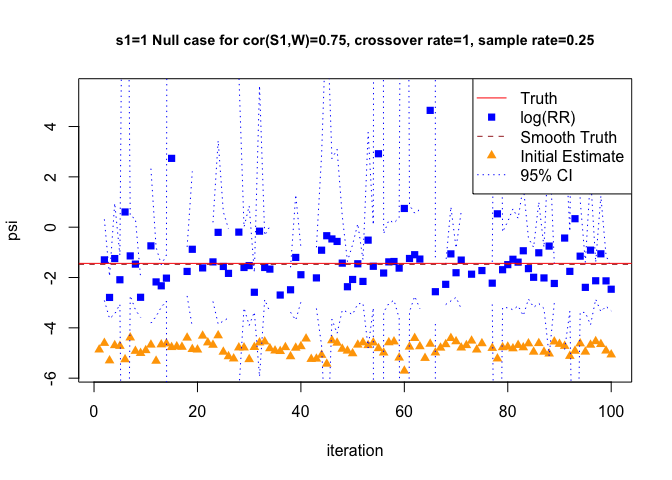 s1=1 Null case for cor(S1,W)=0.75, crossover rate=1, sample rate=0.25
Truth
log(RR)
Smooth Truth
Initial Estimate
95% CI
psi
4
2
0
-2
-4
-6
0
20
40
60
80
100
iteration